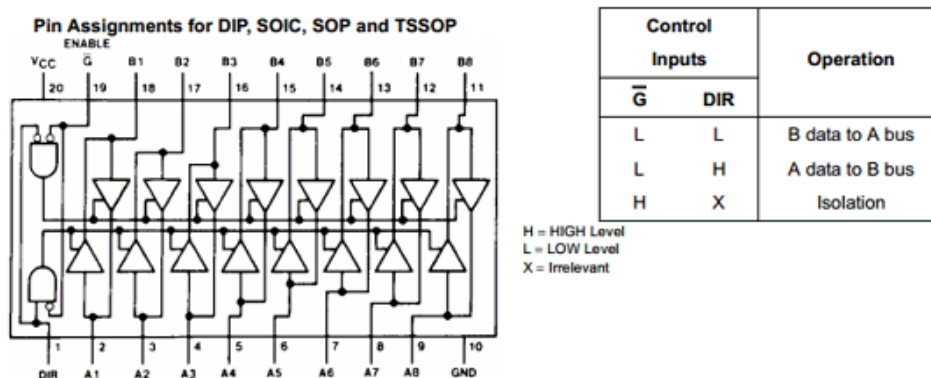 Pin Assignments for DIP, SOIC, SOP and TSSOP
ENABLE
VCC G̅ B1 B2 B3 B4 B5 B6 B7 B8
20 19 18 17 16 15 14 13 12 11
1 2 3 4 5 6 7 8 9 10
DIR A1 A2 A3 A4 A5 A6 A7 A8 GND
Control
Inputs
Operation
G̅ DIR
L L B data to A bus
L H A data to B bus
H X Isolation
H = HIGH Level
L = LOW Level
X = Irrelevant